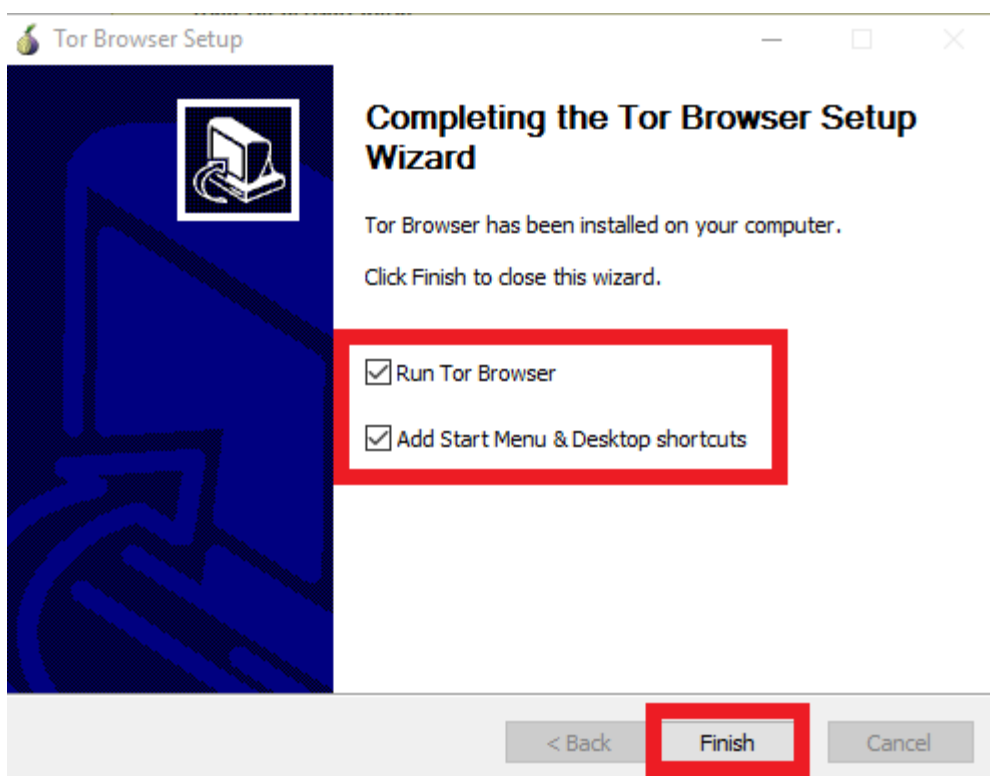 Tor Browser Setup
Completing the Tor Browser Setup
Wizard
Tor Browser has been installed on your computer.
Click Finish to close this wizard.
Run Tor Browser
Add Start Menu & Desktop shortcuts
< Back Finish Cancel